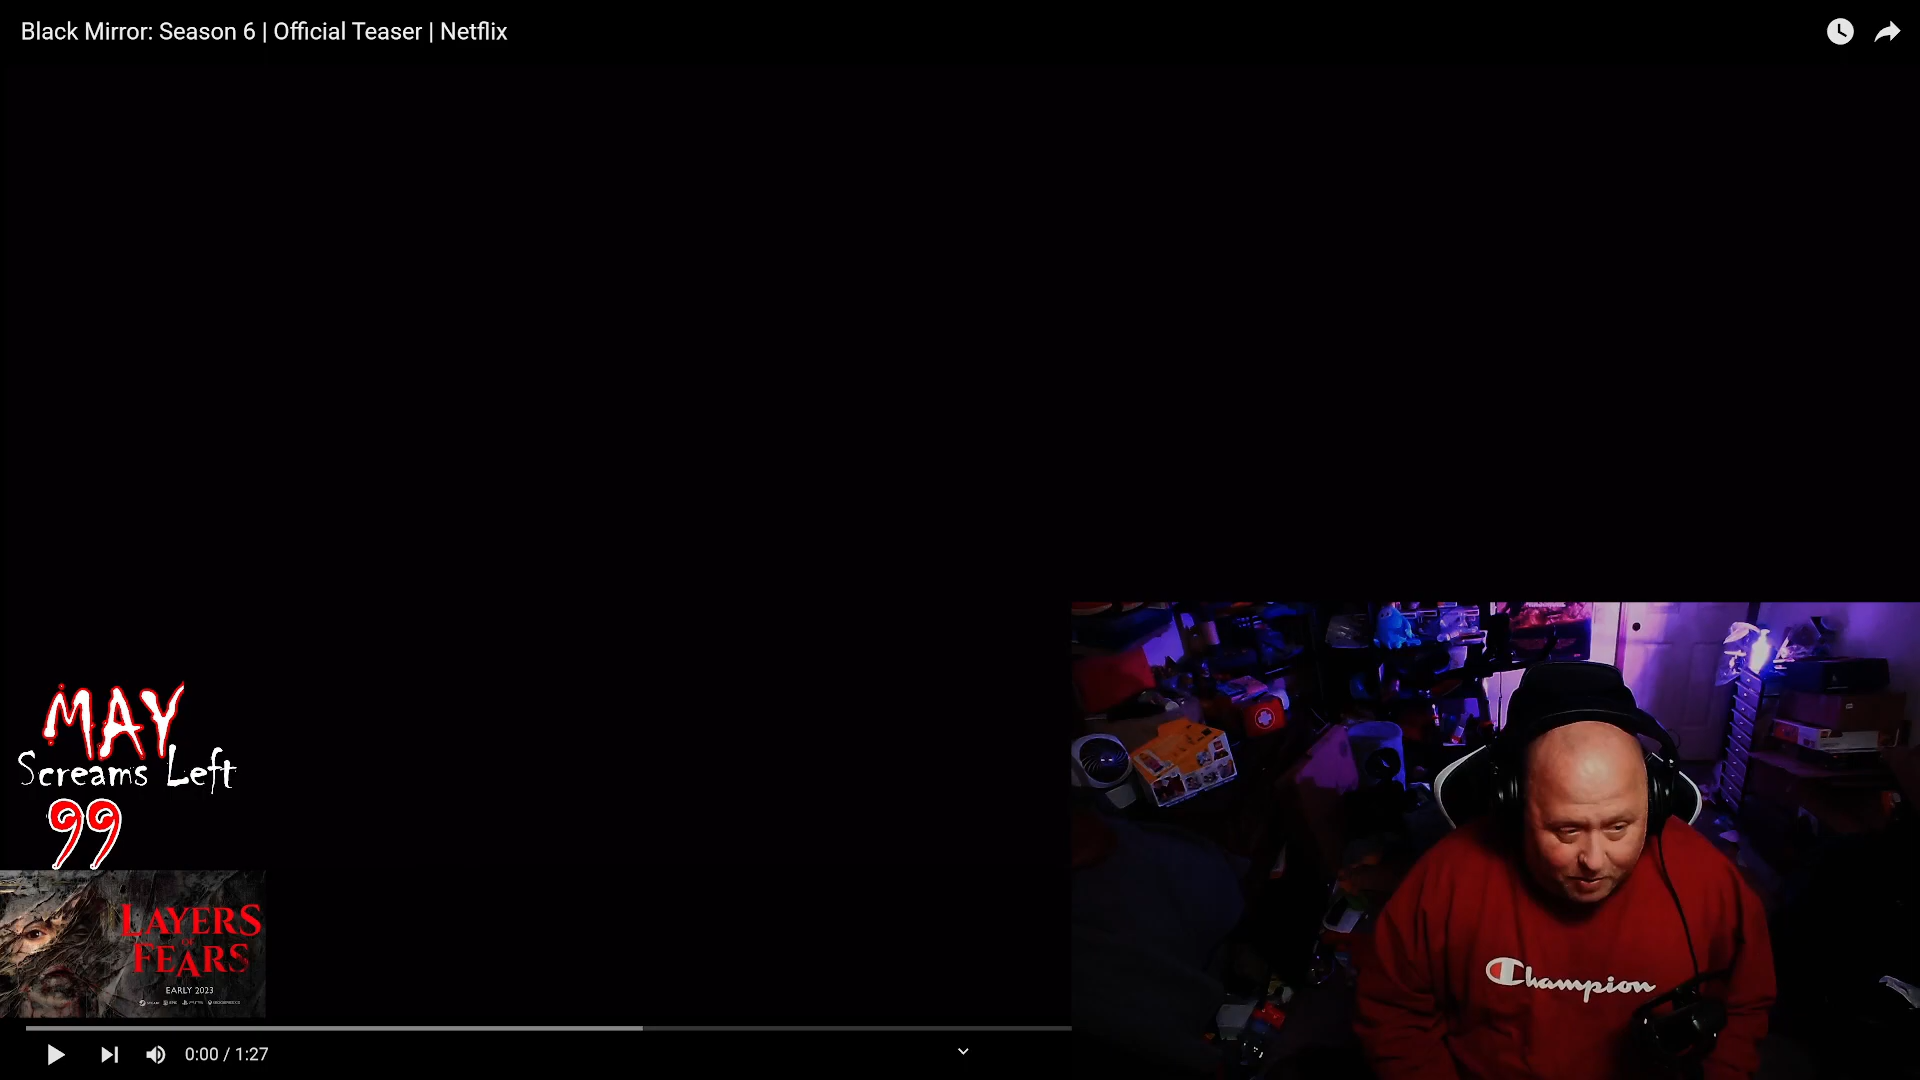 Black Mirror: Season 6 | Official Teaser | Netflix
MAY
Screams Left
99
LAYERS
OF
FEARS
EARLY 2023
Champion
0:00 / 1:27